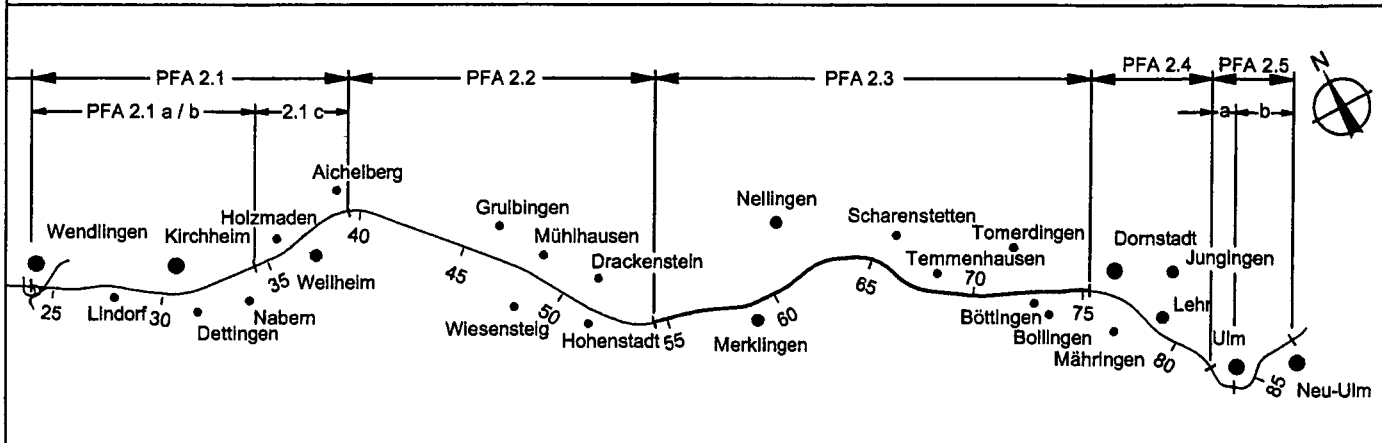 PFA 2.1
PFA 2.2
PFA 2.3
PFA 2.4
PFA 2.5
N
PFA 2.1 a / b
2.1 c
a
b
Aichelberg
Wendlingen
Kirchheim
Holzmaden
Weilheim
40
35
25
Lindorf
30
Dettingen
Nabern
Gruibingen
Mühlhausen
Drackenstein
45
50
Wiesensteig
Hohenstadt
55
Nellingen
Merklingen
60
Scharenstetten
65
Temmenhausen
Tomerdingen
70
Böttingen
Bollingen
Mähringen
75
Dornstadt
Jungingen
Lehr
80
Ulm
85
Neu-Ulm